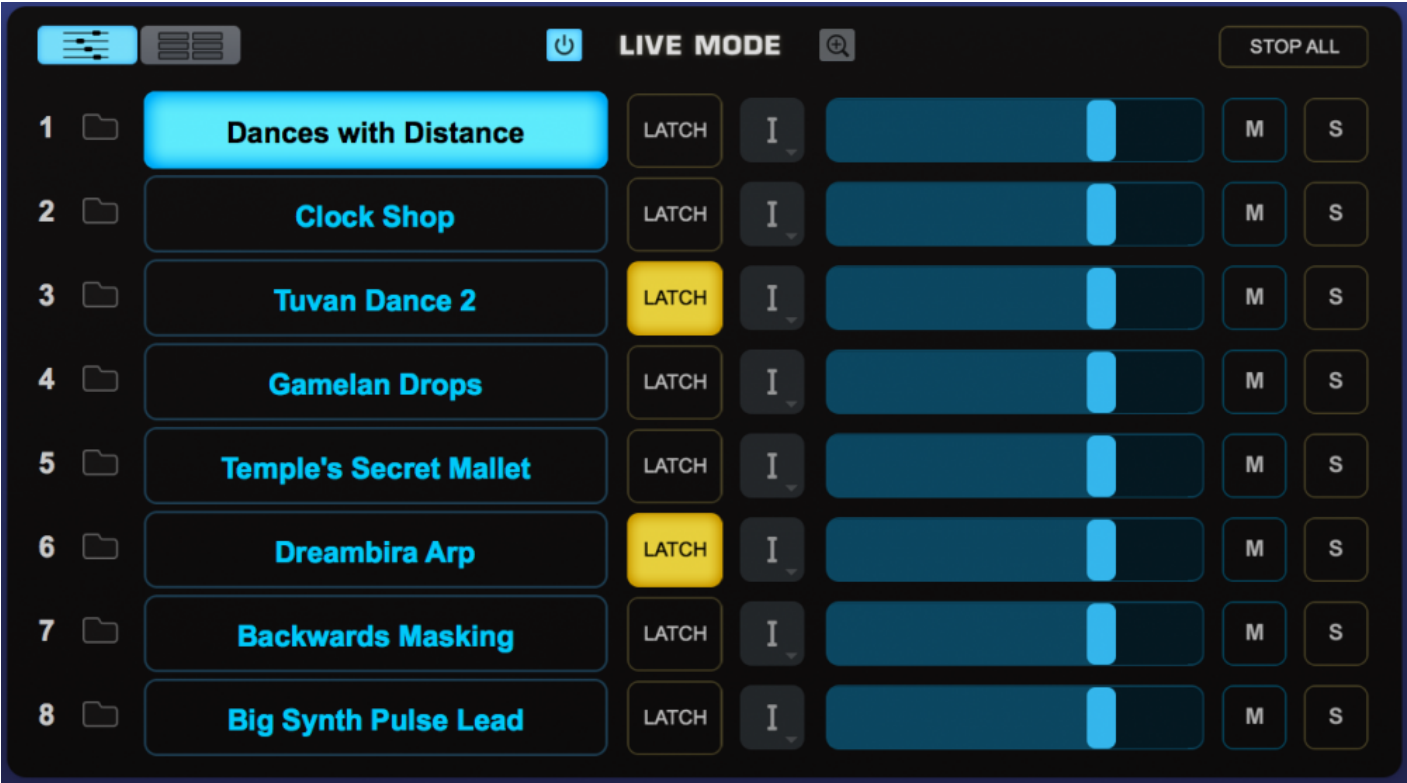 LIVE MODE STOP ALL
1 Dances with Distance LATCH I M S
2 Clock Shop LATCH I M S
3 Tuvan Dance 2 LATCH I M S
4 Gamelan Drops LATCH I M S
5 Temple's Secret Mallet LATCH I M S
6 Dreambira Arp LATCH I M S
7 Backwards Masking LATCH I M S
8 Big Synth Pulse Lead LATCH I M S